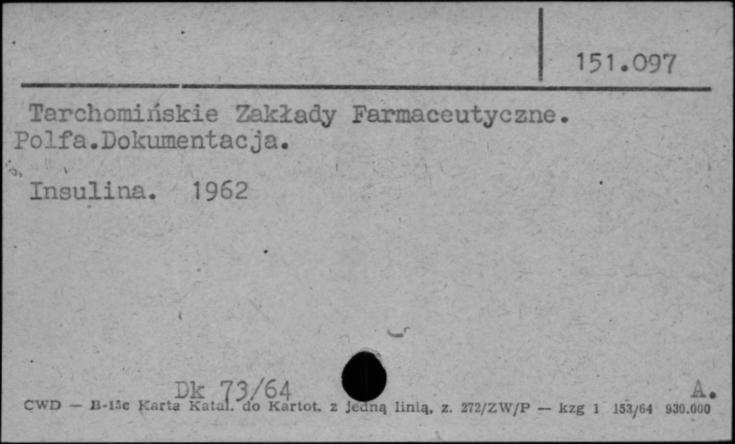 151.097
Tarchomińskie Zakłady Farmaceutyczne.
Polfa.Dokumentacja.
Insulina. 1962
Dk 73/64 A.
CWD — B-15c Karta Katal. do Kartot. z jedną linią, z. 272/ZW/P — kzg 1 153/64 930.000